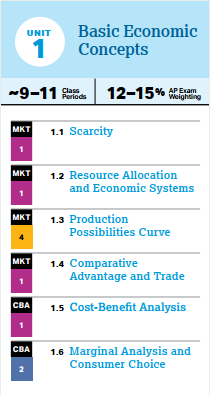 UNIT
1
Basic Economic
Concepts
~9–11 Class
Periods
12–15% AP Exam
Weighting
MKT
1
1.1 Scarcity
MKT
1
1.2 Resource Allocation
and Economic Systems
MKT
4
1.3 Production
Possibilities Curve
MKT
1
1.4 Comparative
Advantage and Trade
CBA
1
1.5 Cost-Benefit Analysis
CBA
2
1.6 Marginal Analysis and
Consumer Choice